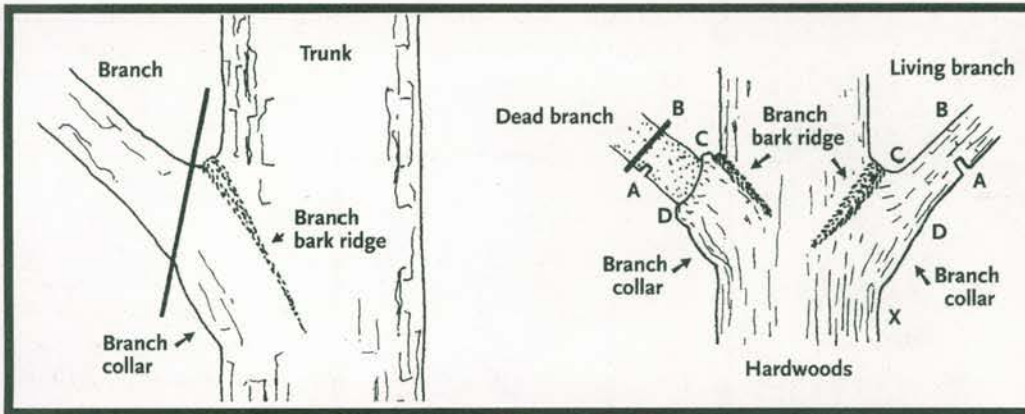 Branch
Trunk
Branch
bark ridge
Branch
collar
Dead branch
B
C
A
D
Branch
collar
Branch
bark ridge
Living branch
B
C
A
D
Branch
collar
X
Hardwoods